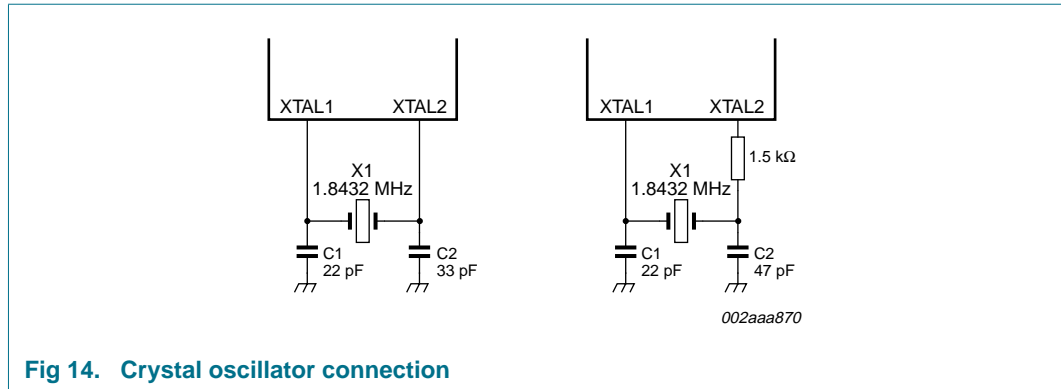 XTAL1 XTAL2
X1
1.8432 MHz
C1
22 pF
C2
33 pF
XTAL1 XTAL2
1.5 kΩ
X1
1.8432 MHz
C1
22 pF
C2
47 pF
002aaa870
Fig 14. Crystal oscillator connection